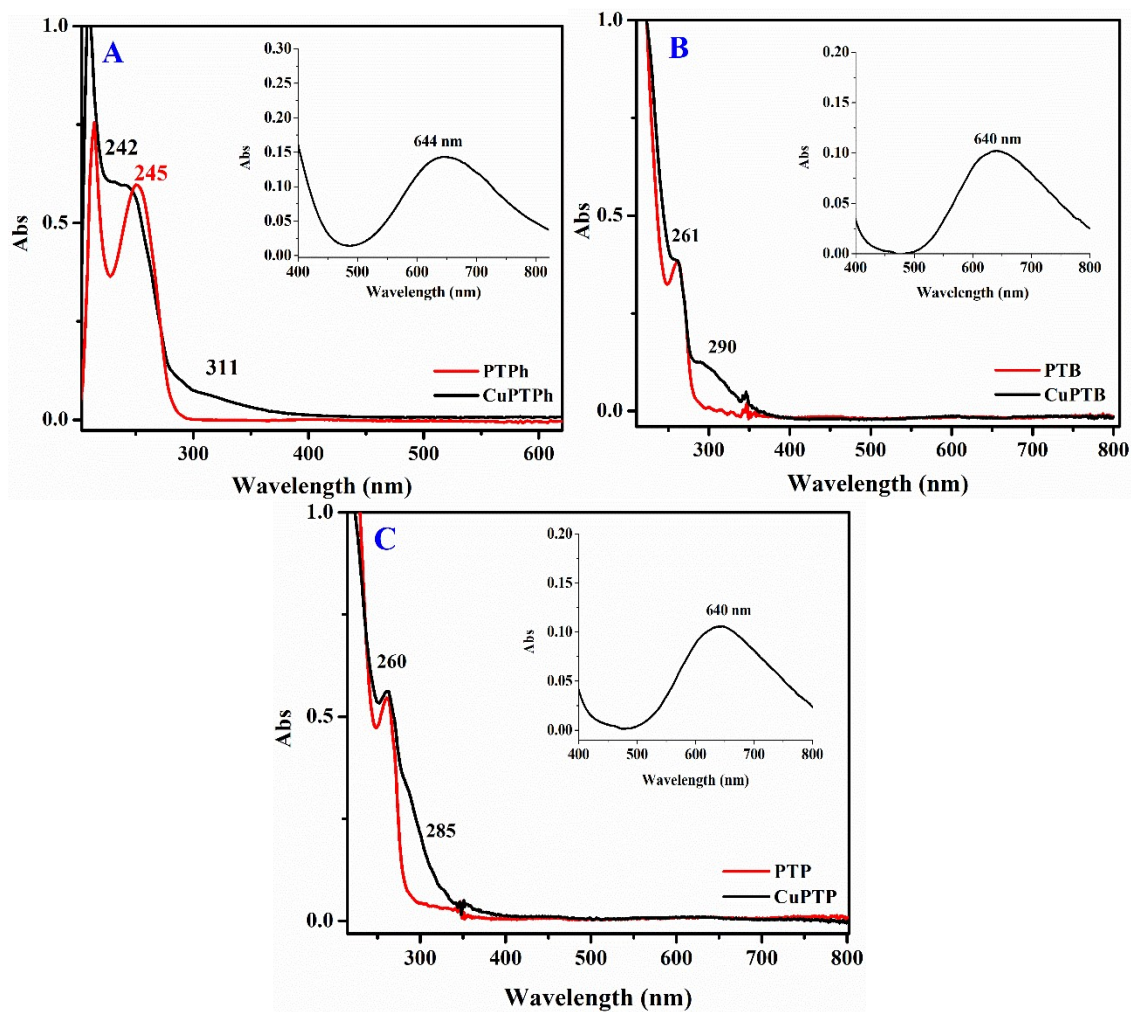 A
1.0
0.5
0.0
Abs
242
245
311
300
400
500
600
Wavelength (nm)
PTPh
CuPTPh
0.30
0.25
0.20
0.15
0.10
0.05
0.00
Abs
644 nm
400 500 600 700 800
Wavelength (nm)
B
1.0
0.5
0.0
Abs
261
290
300 400 500 600 700 800
Wavelength (nm)
PTB
CuPTB
0.20
0.15
0.10
0.05
0.00
Abs
640 nm
400 500 600 700 800
Wavelength (nm)
C
1.0
0.5
0.0
Abs
260
285
300 400 500 600 700 800
Wavelength (nm)
PTP
CuPTP
0.20
0.15
0.10
0.05
0.00
Abs
640 nm
400 500 600 700 800
Wavelength (nm)